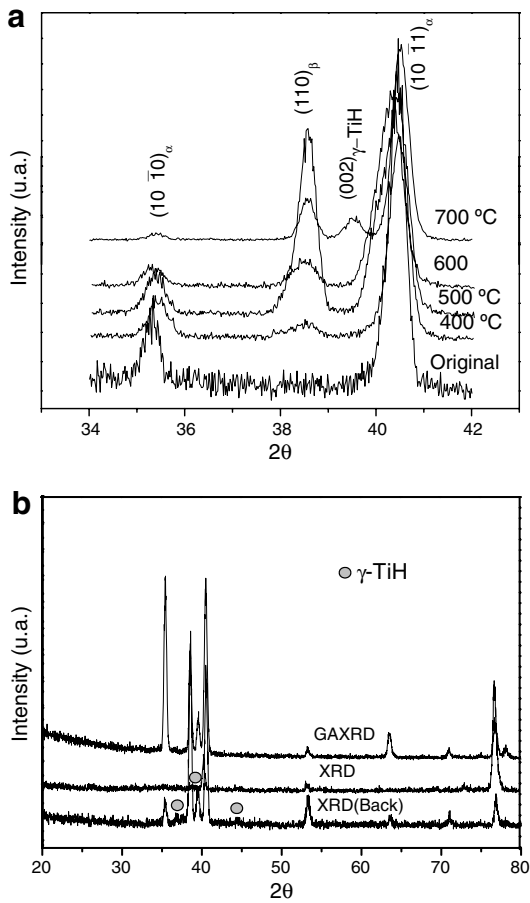 a
Intensity (u.a.)
(10 1̄0)α
(110)β
(002)γ–TiH
(10 1̄1)α
700 ºC
600
500 ºC
400 ºC
Original
34 36 38 40 42
2θ
b
Intensity (u.a.)
γ-TiH
GAXRD
XRD
XRD(Back)
20 30 40 50 60 70 80
2θ